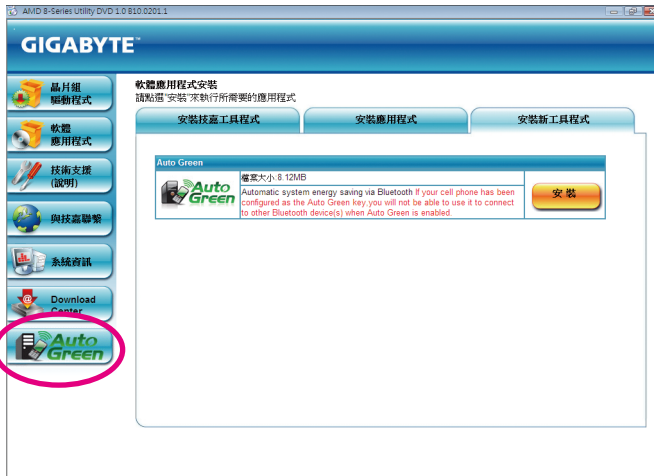 AMD 8-Series Utility DVD 1.0 B10.0201.1
GIGABYTE™
晶片組
驅動程式
軟體
應用程式
技術支援
(說明)
與技嘉聯繫
系統資訊
Download
Center
Auto
Green
軟體應用程式安裝
請點選"安裝"來執行所需要的應用程式
安裝技嘉工具程式
安裝應用程式
安裝新工具程式
Auto Green
Auto
Green
檔案大小:8.12MB
Automatic system energy saving via Bluetooth If your cell phone has been
configured as the Auto Green key,you will not be able to use it to connect
to other Bluetooth device(s) when Auto Green is enabled.
安裝